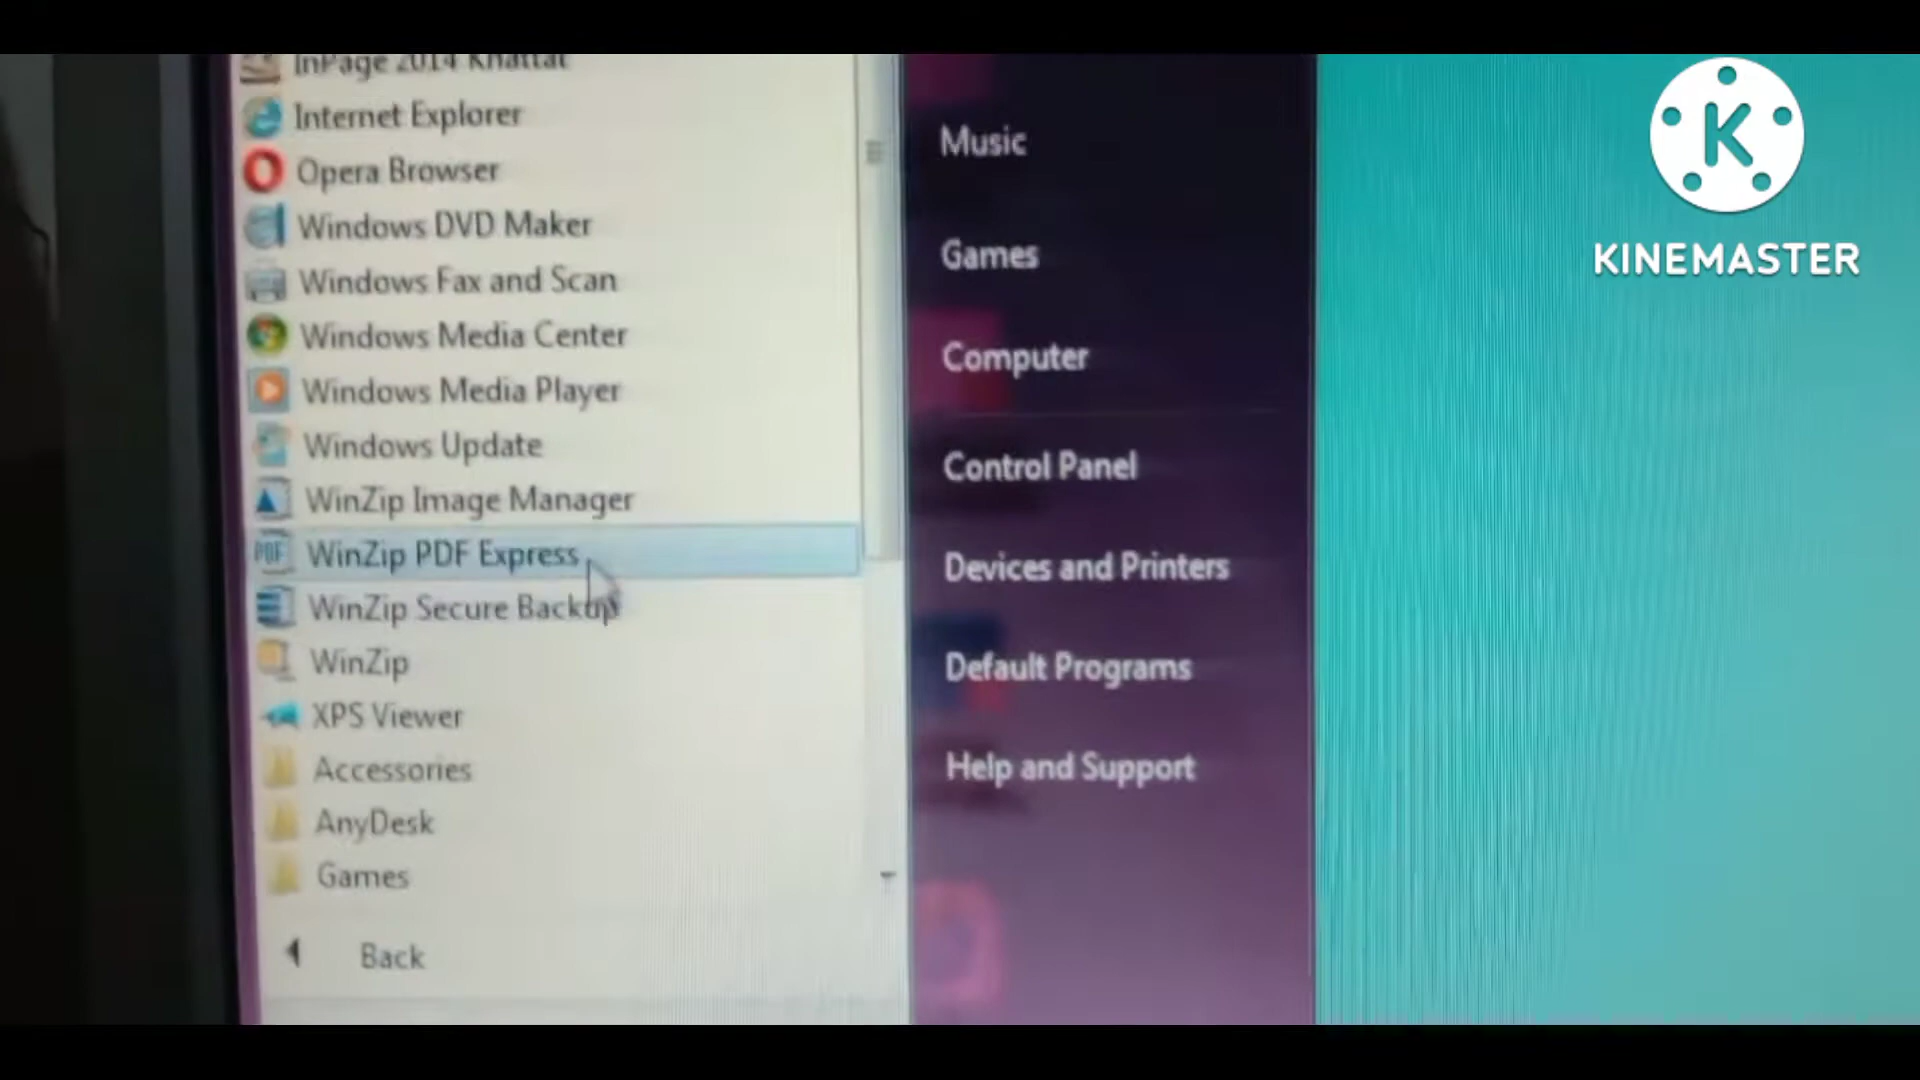 InPage 2014 Khattat
Internet Explorer
Opera Browser
Windows DVD Maker
Windows Fax and Scan
Windows Media Center
Windows Media Player
Windows Update
WinZip Image Manager
PDF WinZip PDF Express
WinZip Secure Backup
WinZip
XPS Viewer
Accessories
AnyDesk
Games
Back
Music
Games
Computer
Control Panel
Devices and Printers
Default Programs
Help and Support
K
KINEMASTER